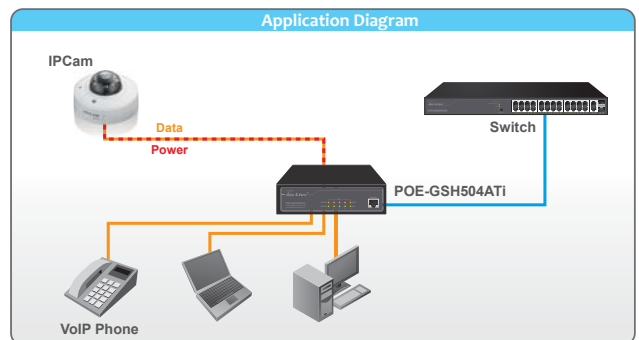 Application Diagram
IPCam
Data
Power
Switch
POE-GSH504ATi
VoIP Phone